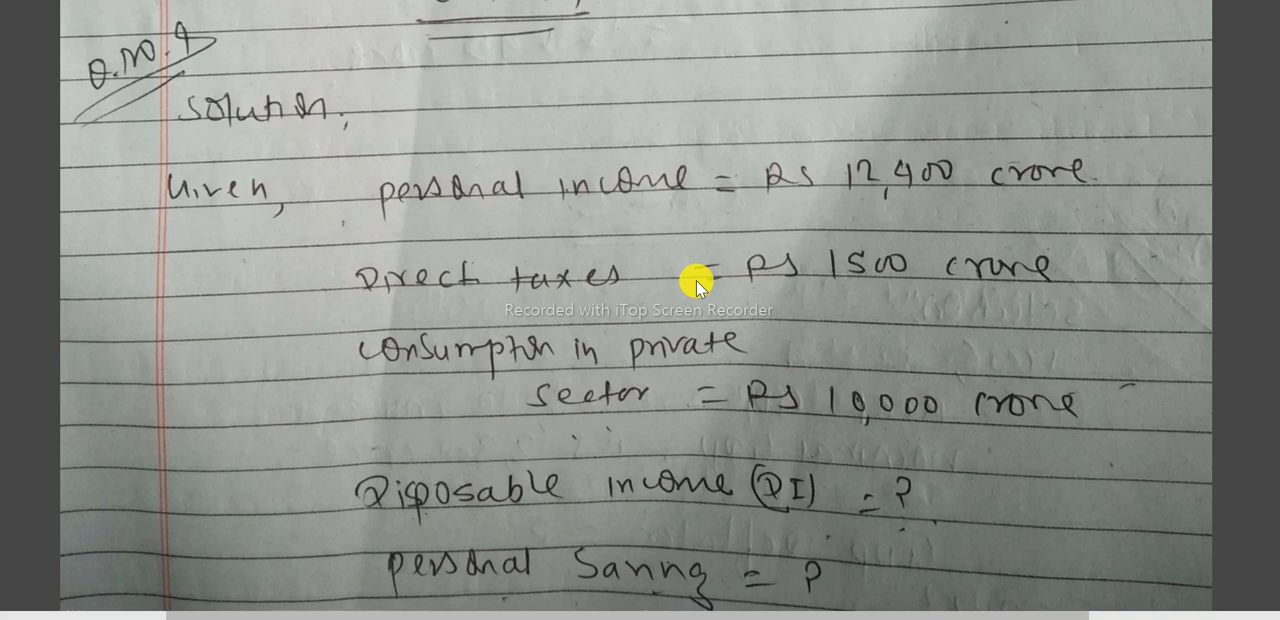 Q.NO.4
Solution,
Given, personal income = Rs 12,400 crore.
Direct taxes = Rs 1500 crore
Recorded with iTop Screen Recorder
consumption in private
sector = Rs 10,000 crore
Disposable income (DI) = ?
personal Saving = ?